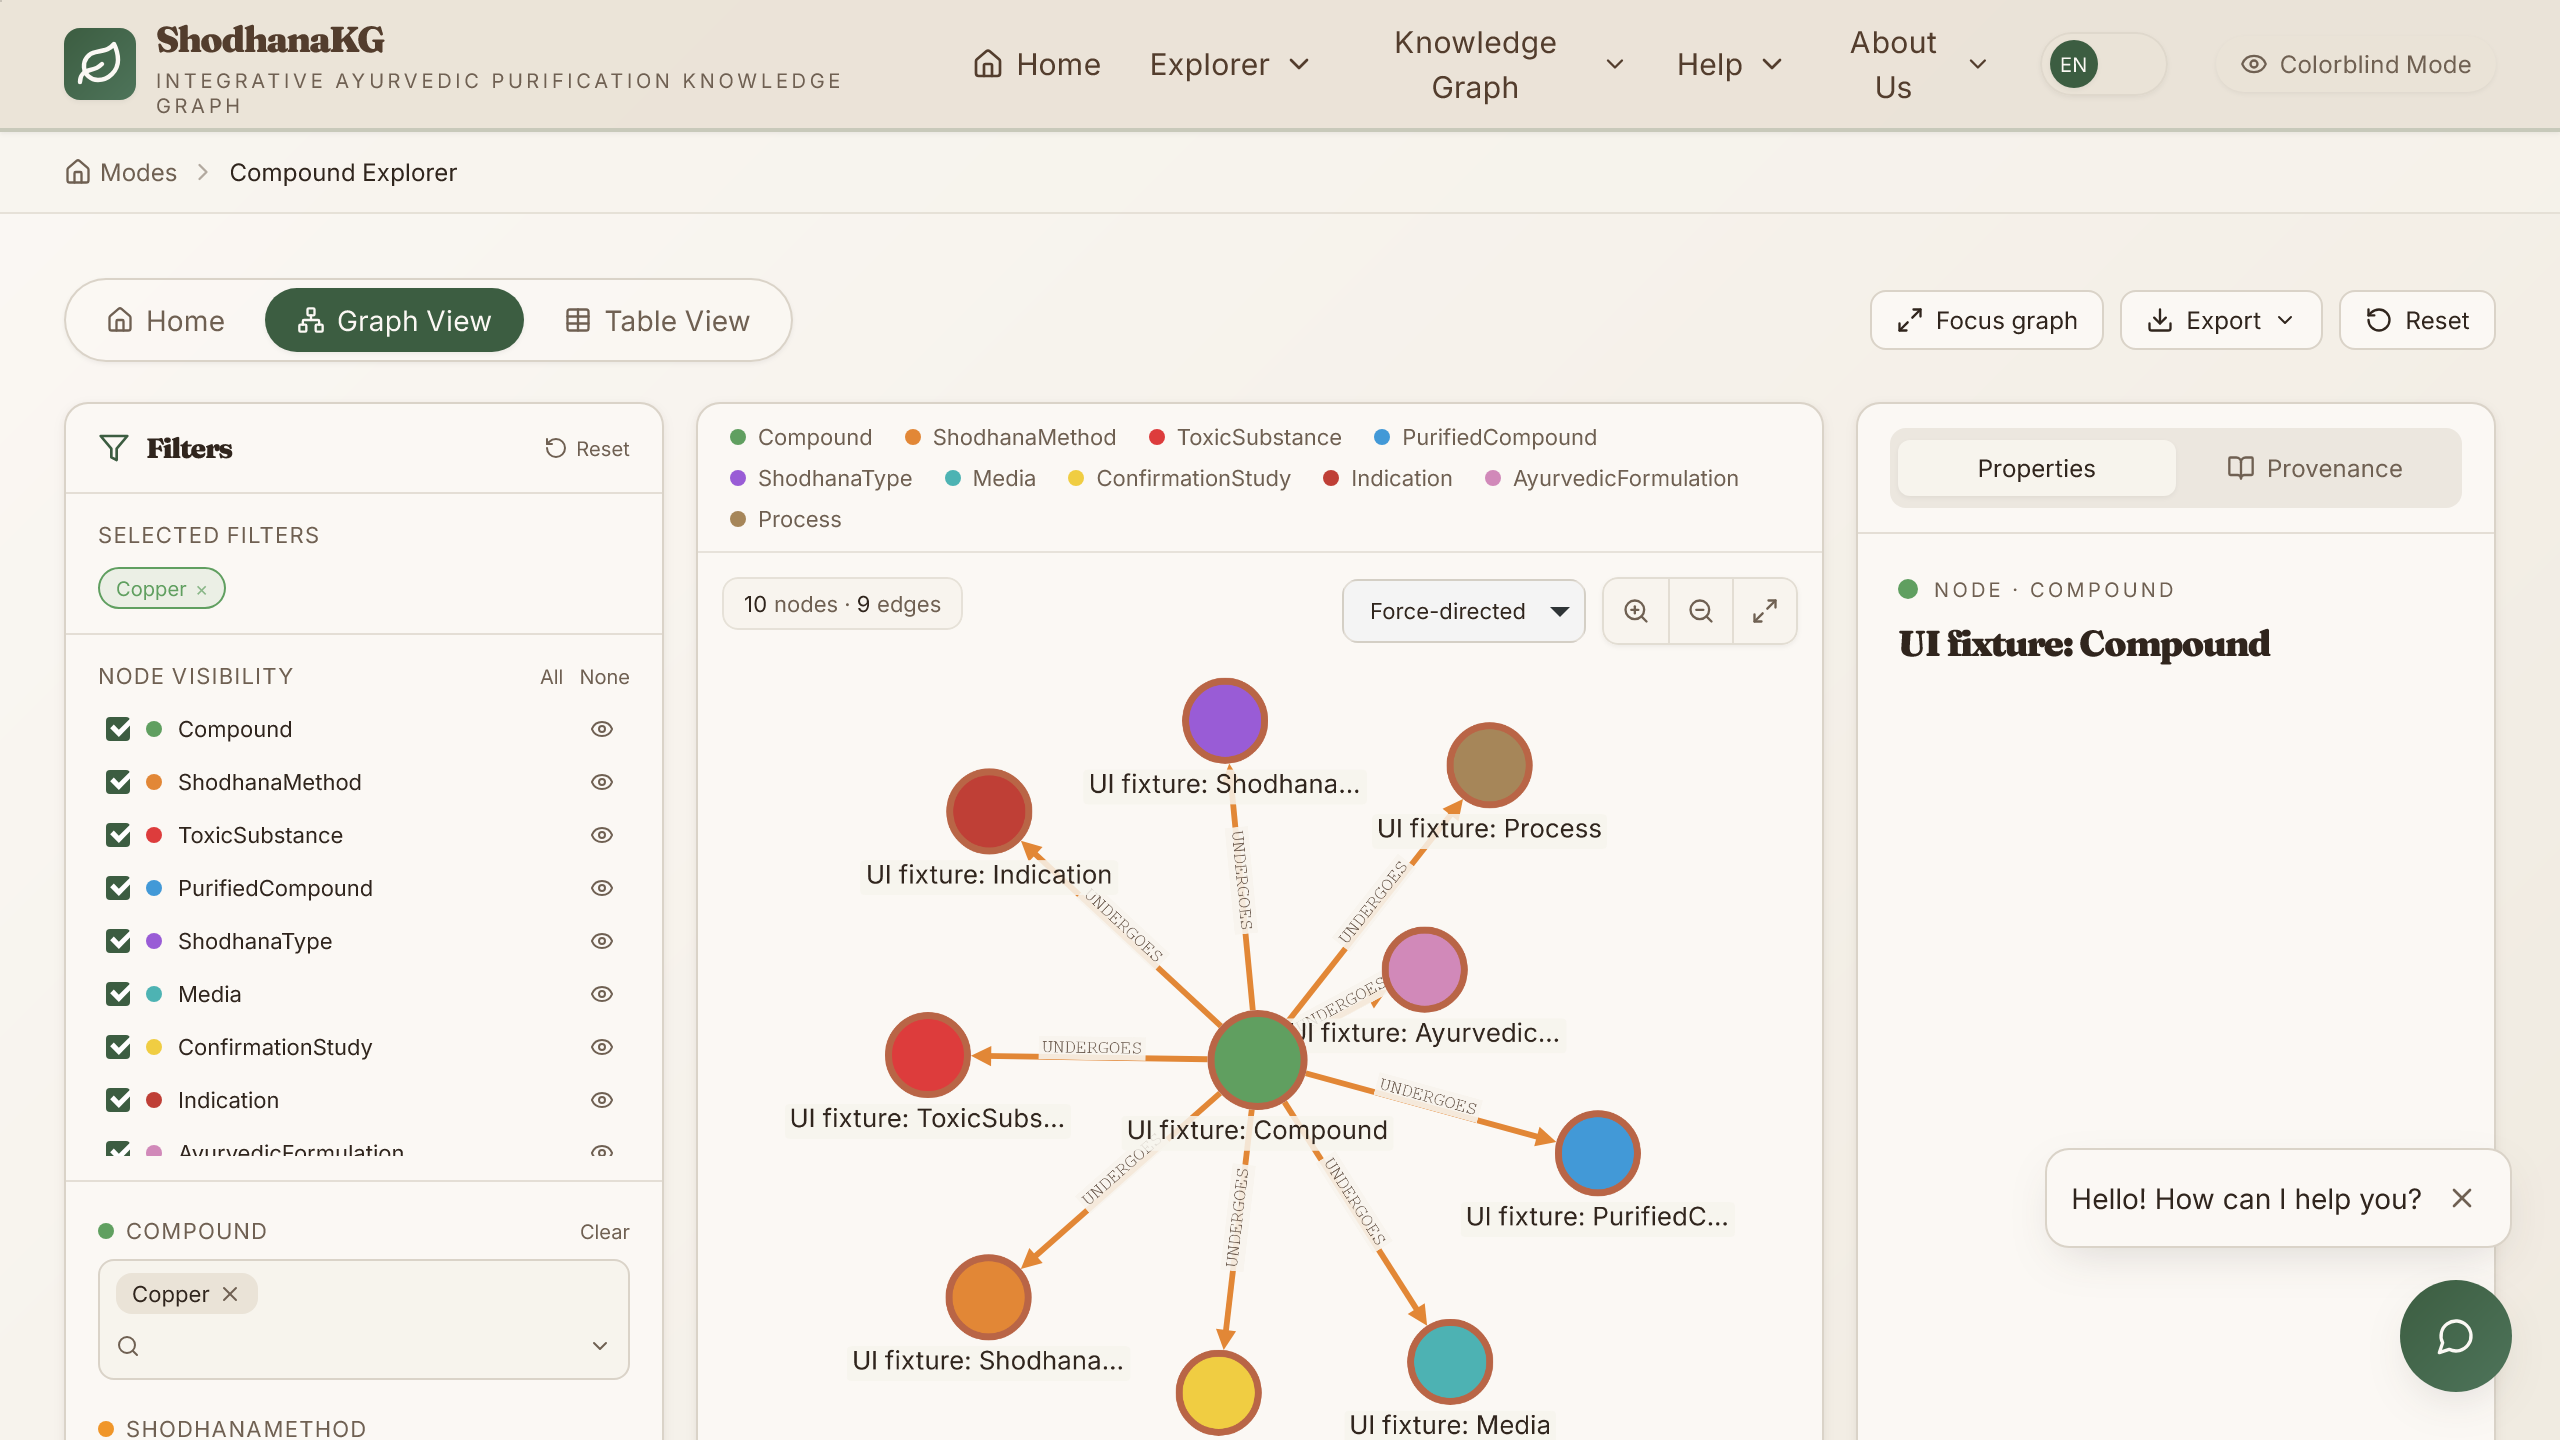 ShodhanaKG
INTEGRATIVE AYURVEDIC PURIFICATION KNOWLEDGE
GRAPH
Home
Explorer
Knowledge
Graph
Help
About
Us
EN
Colorblind Mode
Modes
Compound Explorer
Home
Graph View
Table View
Focus graph
Export
Reset
Filters
Reset
SELECTED FILTERS
Copper ×
NODE VISIBILITY
All None
Compound
ShodhanaMethod
ToxicSubstance
PurifiedCompound
ShodhanaType
Media
ConfirmationStudy
Indication
AyurvedicFormulation
COMPOUND
Clear
Copper
SHODHANAMETHOD
Compound ShodhanaMethod ToxicSubstance PurifiedCompound
ShodhanaType Media ConfirmationStudy Indication AyurvedicFormulation
Process
10 nodes · 9 edges
Force-directed
UI fixture: Shodhana...
UI fixture: Process
UI fixture: Indication
UNDERGOES
UNDERGOES
UNDERGOES
UNDERGOES
UI fixture: Ayurvedic...
UNDERGOES
UNDERGOES
UI fixture: ToxicSubs...
UI fixture: Compound
UNDERGOES
UNDERGOES
UNDERGOES
UI fixture: PurifiedC...
UI fixture: Shodhana...
UI fixture: Media
Properties
Provenance
NODE · COMPOUND
UI fixture: Compound
Hello! How can I help you?